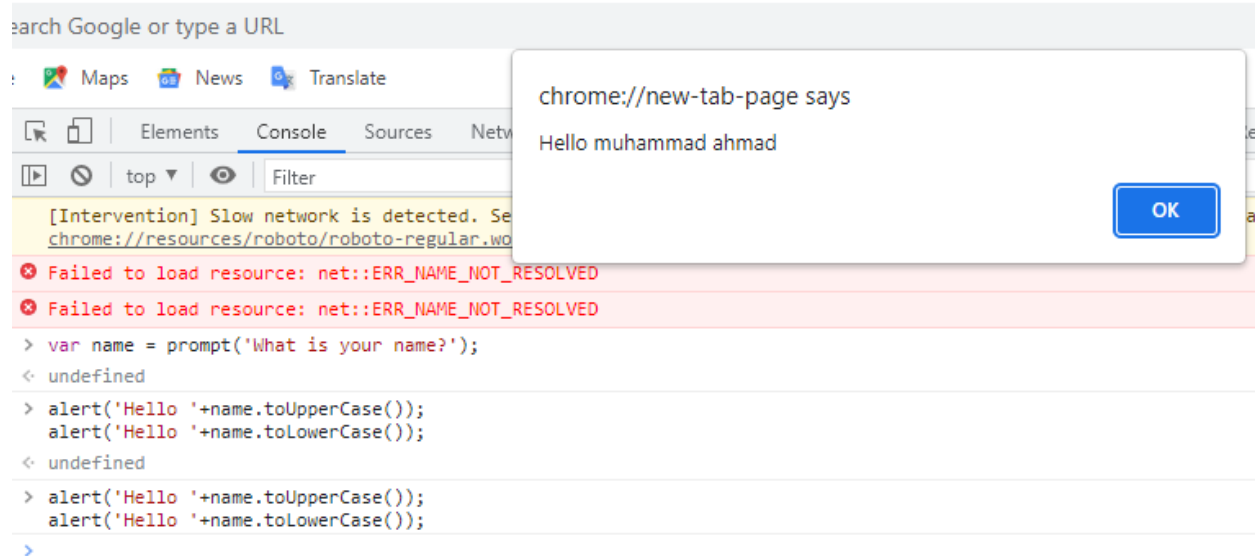 earch Google or type a URL
Maps News Translate
chrome://new-tab-page says
Hello muhammad ahmad
OK
Elements Console Sources Netw
top ▼ Filter
[Intervention] Slow network is detected. Se
chrome://resources/roboto/roboto-regular.wo
Failed to load resource: net::ERR_NAME_NOT_RESOLVED
Failed to load resource: net::ERR_NAME_NOT_RESOLVED
> var name = prompt('What is your name?');
<· undefined
> alert('Hello '+name.toUpperCase());
alert('Hello '+name.toLowerCase());
<· undefined
> alert('Hello '+name.toUpperCase());
alert('Hello '+name.toLowerCase());
>